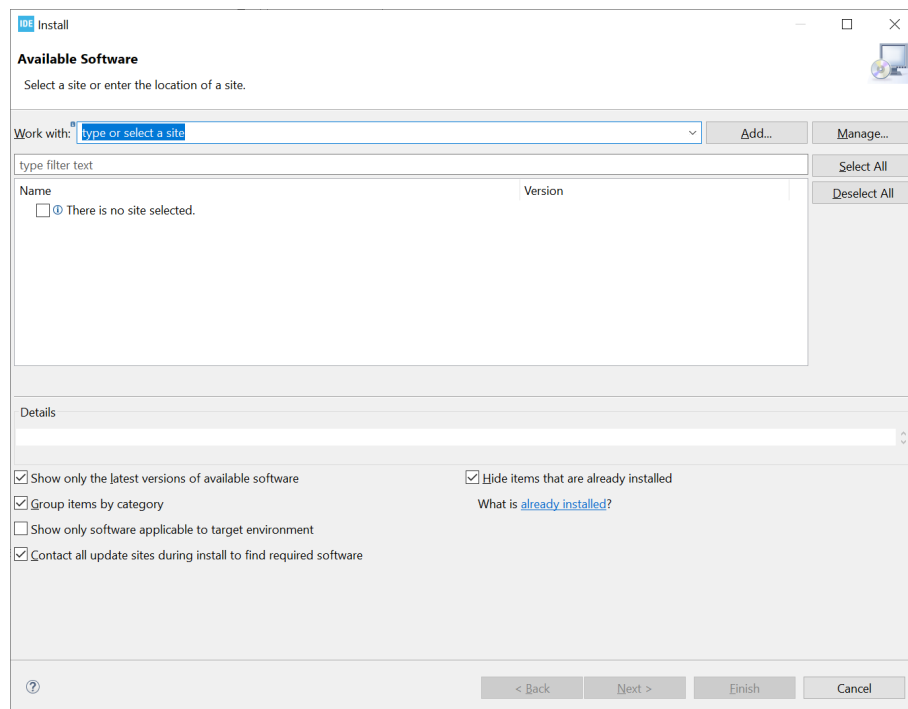 IDE Install
Available Software
Select a site or enter the location of a site.
Work with: type or select a site Add... Manage...
type filter text Select All
Name Version Deselect All
There is no site selected.
Details
Show only the latest versions of available software Hide items that are already installed
Group items by category What is already installed?
Show only software applicable to target environment
Contact all update sites during install to find required software
? < Back Next > Finish Cancel